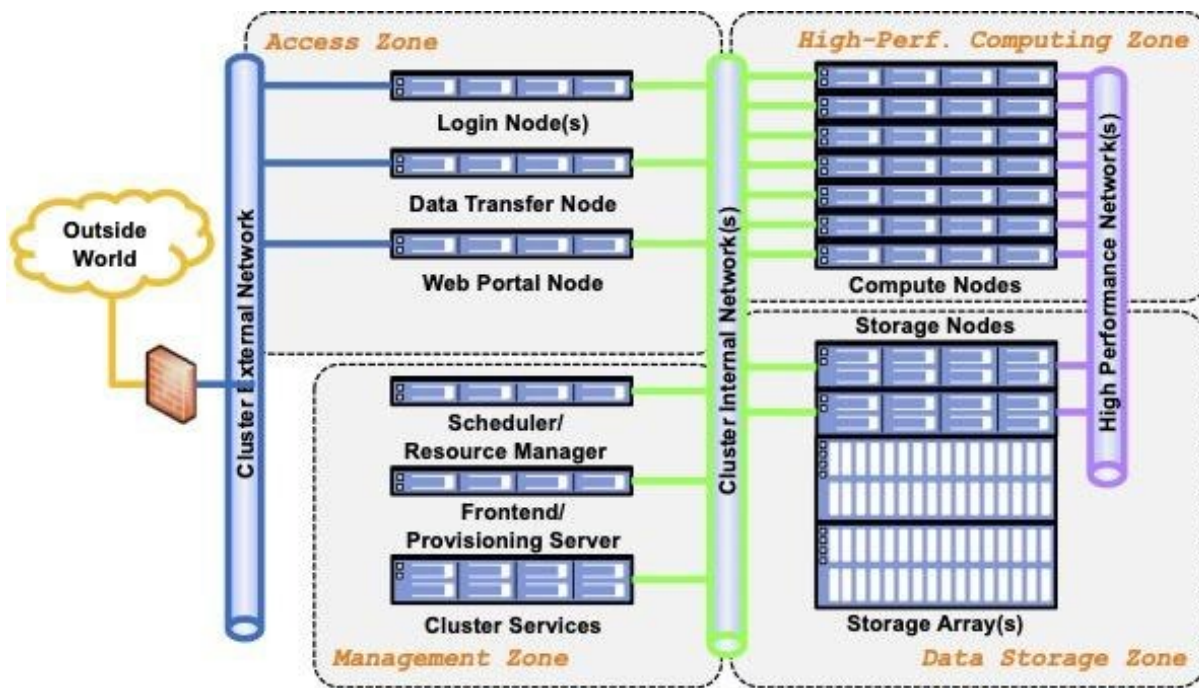 Access Zone
High-Perf. Computing Zone
Login Node(s)
Data Transfer Node
Web Portal Node
Outside
World
Cluster External Network
Cluster Internal Network(s)
High Performance Network(s)
Compute Nodes
Storage Nodes
Scheduler/
Resource Manager
Frontend/
Provisioning Server
Cluster Services
Storage Array(s)
Management Zone
Data Storage Zone